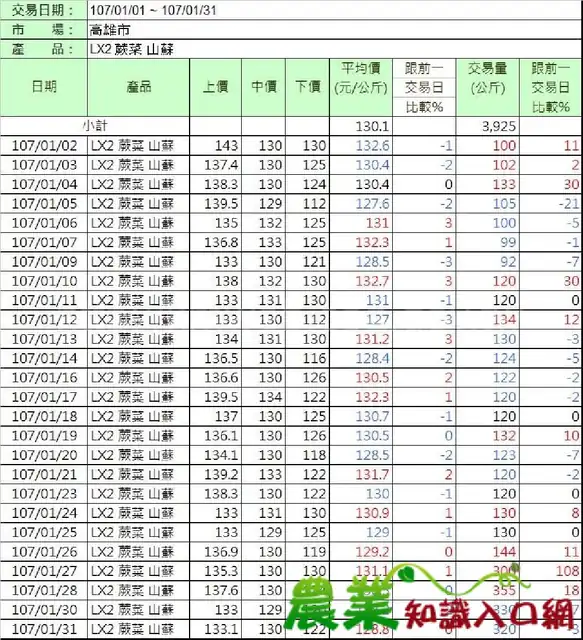 交易日期： 107/01/01 ~ 107/01/31
市　場： 高雄市
產　品： LX2 蕨菜 山蘇
日期 產品 上價 中價 下價 平均價 (元/公斤) 跟前一交易日比較% 交易量 (公斤) 跟前一交易日比較%
小計 130.1 3,925
107/01/02 LX2 蕨菜 山蘇 143 130 130 132.6 -1 100 11
107/01/03 LX2 蕨菜 山蘇 137.4 130 125 130.4 -2 102 2
107/01/04 LX2 蕨菜 山蘇 138.3 130 124 130.4 0 133 30
107/01/05 LX2 蕨菜 山蘇 139.5 129 112 127.6 -2 105 -21
107/01/06 LX2 蕨菜 山蘇 135 132 125 131 3 100 -5
107/01/07 LX2 蕨菜 山蘇 136.8 133 125 132.3 1 99 -1
107/01/09 LX2 蕨菜 山蘇 133 130 121 128.5 -3 92 -7
107/01/10 LX2 蕨菜 山蘇 138 132 130 132.7 3 120 30
107/01/11 LX2 蕨菜 山蘇 133 131 130 131 -1 120 0
107/01/12 LX2 蕨菜 山蘇 133 130 112 127 -3 134 12
107/01/13 LX2 蕨菜 山蘇 134 131 130 131.2 3 130 -3
107/01/14 LX2 蕨菜 山蘇 136.5 130 116 128.4 -2 124 -5
107/01/16 LX2 蕨菜 山蘇 136.6 130 126 130.5 2 122 -2
107/01/17 LX2 蕨菜 山蘇 139.5 134 122 132.3 1 120 -2
107/01/18 LX2 蕨菜 山蘇 137 130 125 130.7 -1 120 0
107/01/19 LX2 蕨菜 山蘇 136.1 130 126 130.5 0 132 10
107/01/20 LX2 蕨菜 山蘇 134.1 130 118 128.5 -2 123 -7
107/01/21 LX2 蕨菜 山蘇 139.2 133 122 131.7 2 120 -2
107/01/23 LX2 蕨菜 山蘇 138.3 130 122 130 -1 120 0
107/01/24 LX2 蕨菜 山蘇 133 131 130 130.9 1 130 8
107/01/25 LX2 蕨菜 山蘇 133 129 125 129 -1 130 0
107/01/26 LX2 蕨菜 山蘇 136.9 130 119 129.2 0 144 11
107/01/27 LX2 蕨菜 山蘇 135.3 130 130 131.1 1 300 108
107/01/28 LX2 蕨菜 山蘇 137.6 130 355 18
107/01/30 LX2 蕨菜 山蘇 133 129 330
107/01/31 LX2 蕨菜 山蘇 133.1 130 128.8 0 320
農業知識入口網